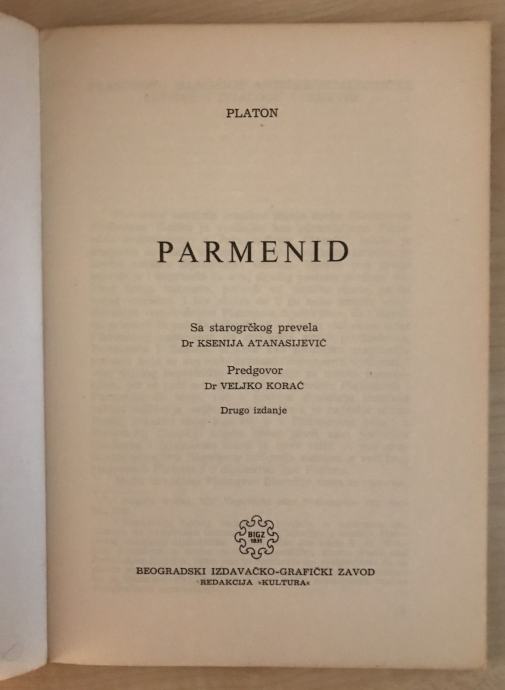 PLATON
PARMENID
Sa starogrčkog prevela
Dr KSENIJA ATANASIJEVIĆ
Predgovor
Dr VELJKO KORAĆ
Drugo izdanje
BIGZ
1831
BEOGRADSKI IZDAVAČKO-GRAFIČKI ZAVOD
REDAKCIJA »KULTURA«